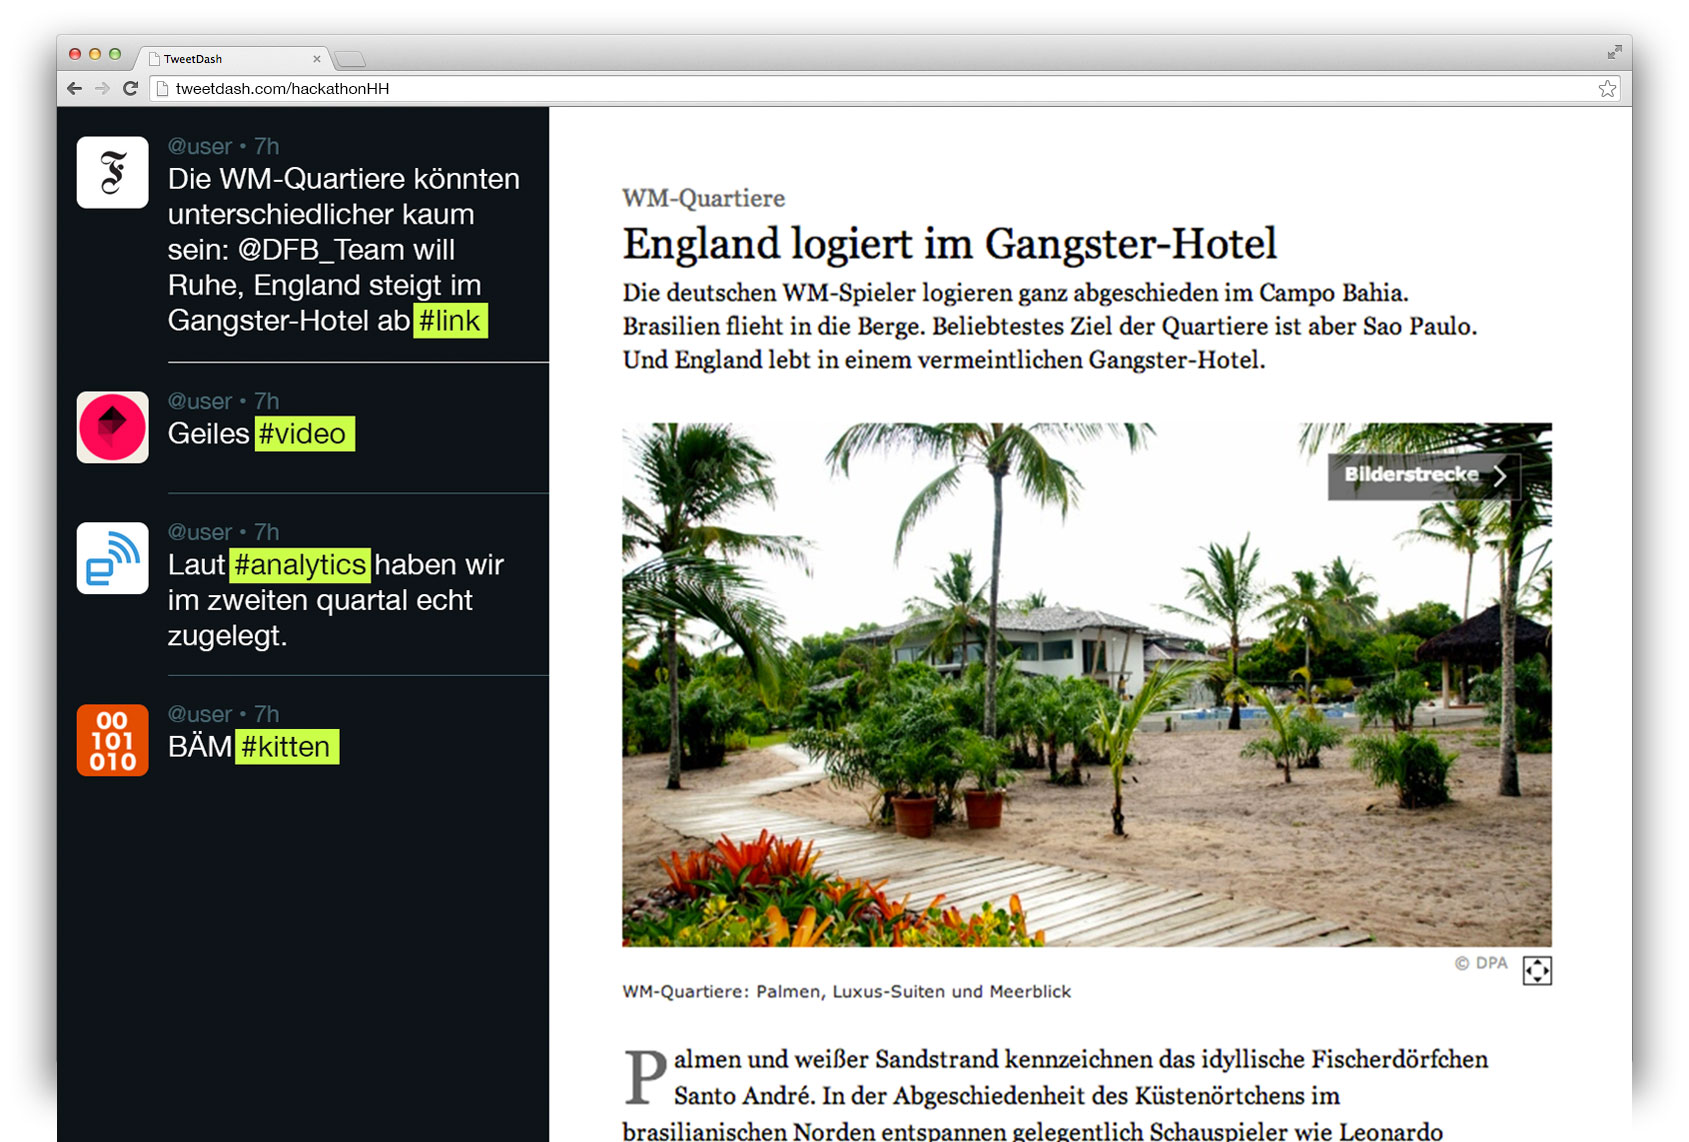 TweetDash
tweetdash.com/hackathonHH
@user • 7h
Die WM-Quartiere könnten
unterschiedlicher kaum
sein: @DFB_Team will
Ruhe, England steigt im
Gangster-Hotel ab #link
@user • 7h
Geiles #video
@user • 7h
Laut #analytics haben wir
im zweiten quartal echt
zugelegt.
00
101
010
@user • 7h
BÄM #kitten
WM-Quartiere
England logiert im Gangster-Hotel
Die deutschen WM-Spieler logieren ganz abgeschieden im Campo Bahia.
Brasilien flieht in die Berge. Beliebtestes Ziel der Quartiere ist aber Sao Paulo.
Und England lebt in einem vermeintlichen Gangster-Hotel.
Bilderstrecke
© DPA
WM-Quartiere: Palmen, Luxus-Suiten und Meerblick
Palmen und weißer Sandstrand kennzeichnen das idyllische Fischerdörfchen
Santo André. In der Abgeschiedenheit des Küstenörtchens im
brasilianischen Norden entspannen gelegentlich Schauspieler wie Leonardo